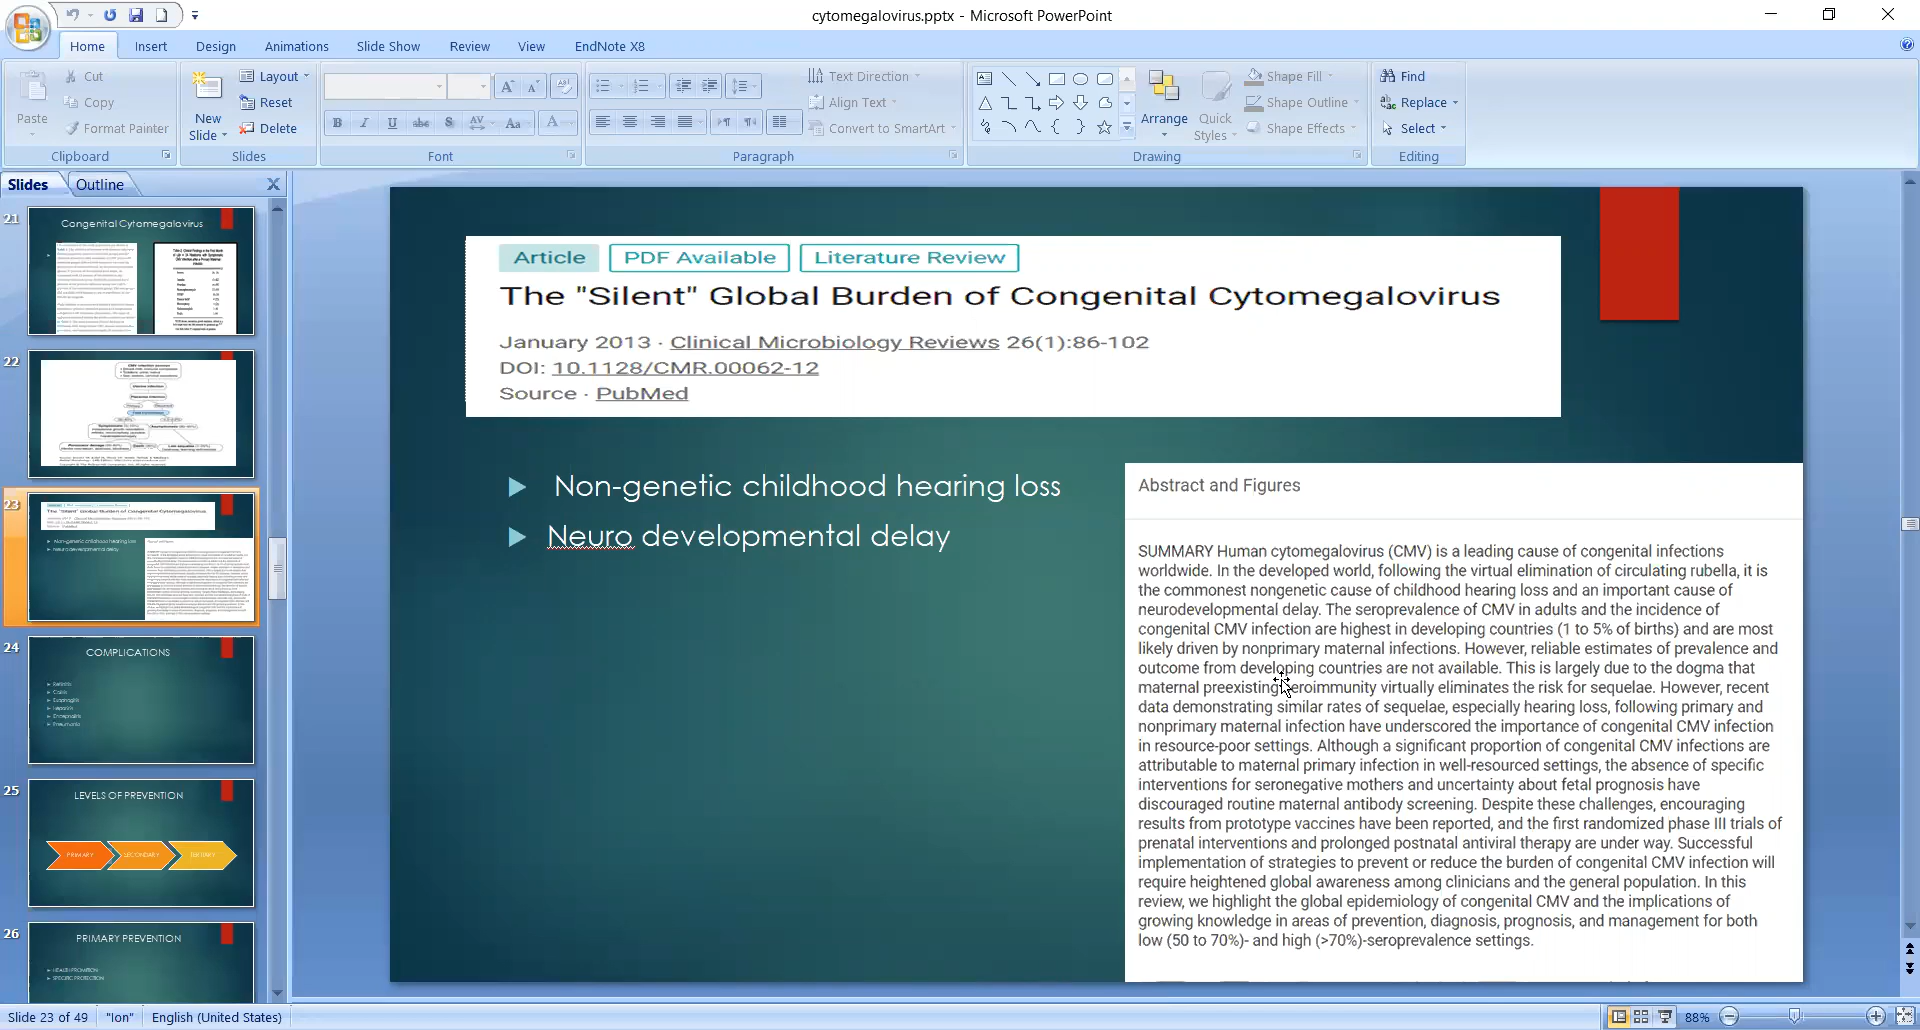 cytomegalovirus.pptx - Microsoft PowerPoint
Home Insert Design Animations Slide Show Review View EndNote X8
Paste
Cut
Copy
Format Painter
Clipboard
New
Slide
Layout
Reset
Delete
Slides
Font
Text Direction
Align Text
Convert to SmartArt
Paragraph
Arrange
Quick
Styles
Shape Fill
Shape Outline
Shape Effects
Drawing
Find
Replace
Select
Editing
Slides Outline
21
Congenital Cytomegalovirus
22
23
24
COMPLICATIONS
Retinitis
Colitis
Esophagitis
Hepatitis
Encephalitis
Pneumonia
25
LEVELS OF PREVENTION
PRIMARY SECONDARY TERTIARY
26
PRIMARY PREVENTION
HEALTH PROMOTION
SPECIFIC PROTECTION
Article PDF Available Literature Review
The "Silent" Global Burden of Congenital Cytomegalovirus
January 2013 · Clinical Microbiology Reviews 26(1):86-102
DOI: 10.1128/CMR.00062-12
Source · PubMed
Non-genetic childhood hearing loss
Neuro developmental delay
Abstract and Figures
SUMMARY Human cytomegalovirus (CMV) is a leading cause of congenital infections
worldwide. In the developed world, following the virtual elimination of circulating rubella, it is
the commonest nongenetic cause of childhood hearing loss and an important cause of
neurodevelopmental delay. The seroprevalence of CMV in adults and the incidence of
congenital CMV infection are highest in developing countries (1 to 5% of births) and are most
likely driven by nonprimary maternal infections. However, reliable estimates of prevalence and
outcome from developing countries are not available. This is largely due to the dogma that
maternal preexisting seroimmunity virtually eliminates the risk for sequelae. However, recent
data demonstrating similar rates of sequelae, especially hearing loss, following primary and
nonprimary maternal infection have underscored the importance of congenital CMV infection
in resource-poor settings. Although a significant proportion of congenital CMV infections are
attributable to maternal primary infection in well-resourced settings, the absence of specific
interventions for seronegative mothers and uncertainty about fetal prognosis have
discouraged routine maternal antibody screening. Despite these challenges, encouraging
results from prototype vaccines have been reported, and the first randomized phase III trials of
prenatal interventions and prolonged postnatal antiviral therapy are under way. Successful
implementation of strategies to prevent or reduce the burden of congenital CMV infection will
require heightened global awareness among clinicians and the general population. In this
review, we highlight the global epidemiology of congenital CMV and the implications of
growing knowledge in areas of prevention, diagnosis, prognosis, and management for both
low (50 to 70%)- and high (>70%)-seroprevalence settings.
Slide 23 of 49 "Ion" English (United States) 88%